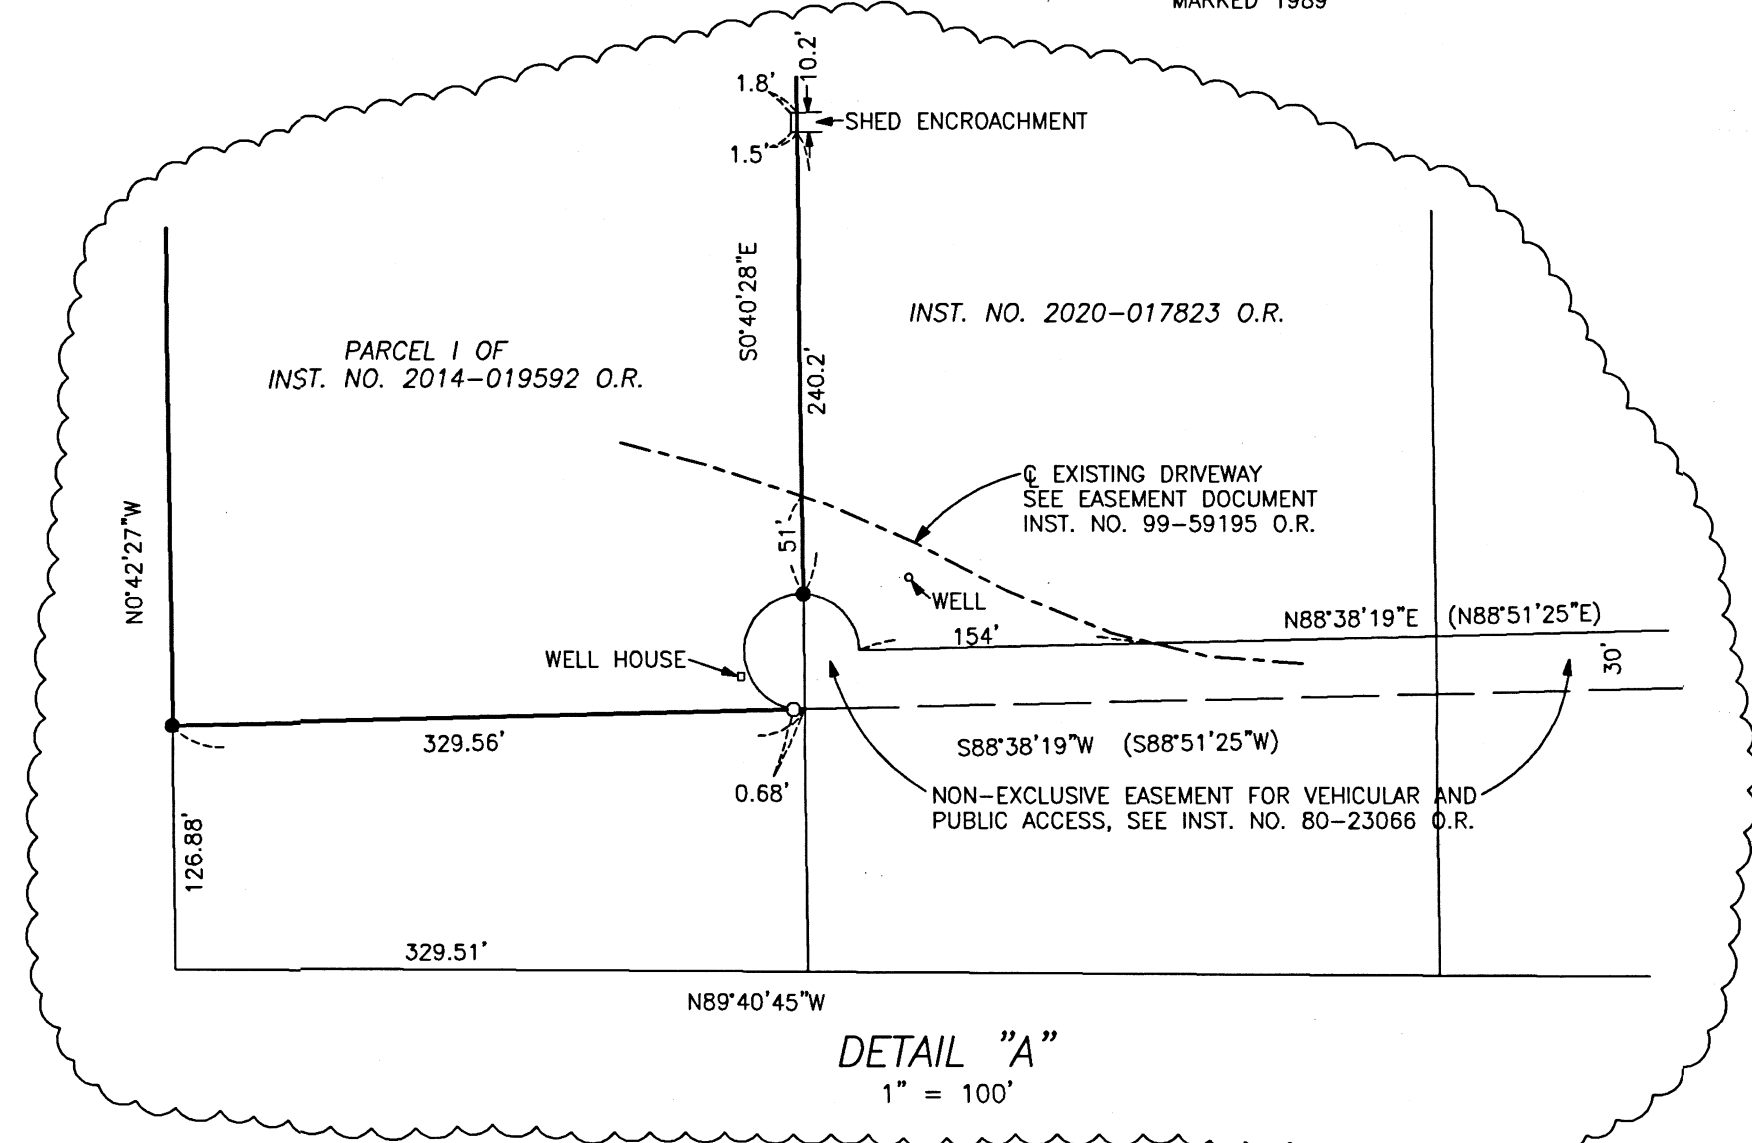 MARKED 1989
10.2'
1.8'
SHED ENCROACHMENT
1.5'
S0°40'28"E
INST. NO. 2020-017823 O.R.
PARCEL I OF
INST. NO. 2014-019592 O.R.
240.2'
℄ EXISTING DRIVEWAY
SEE EASEMENT DOCUMENT
INST. NO. 99-59195 O.R.
N0°42'27"W
51'
WELL
154'
N88°38'19"E (N88°51'25"E)
WELL HOUSE
30'
329.56'
S88°38'19"W (S88°51'25"W)
0.68'
NON-EXCLUSIVE EASEMENT FOR VEHICULAR AND
PUBLIC ACCESS, SEE INST. NO. 80-23066 O.R.
126.88'
329.51'
N89°40'45"W
DETAIL "A"
1" = 100'